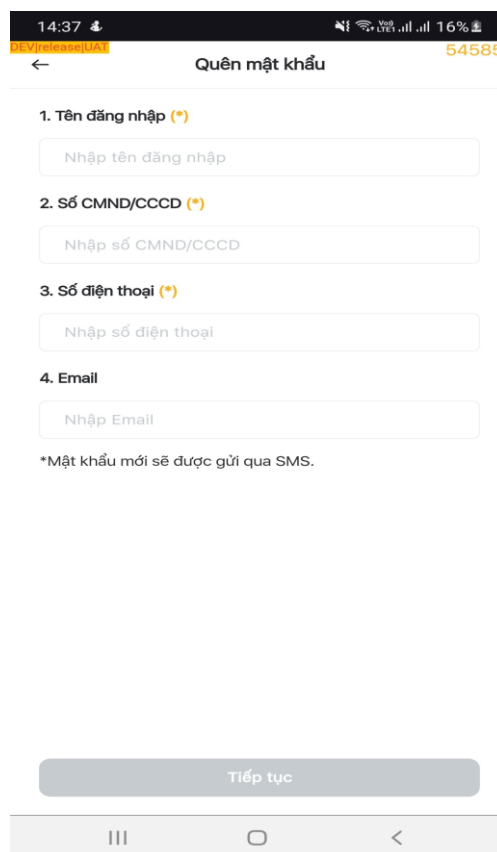 14:37 16%
DEV|release|UAT
54585
Quên mật khẩu
1. Tên đăng nhập (*)
Nhập tên đăng nhập
2. Số CMND/CCCD (*)
Nhập số CMND/CCCD
3. Số điện thoại (*)
Nhập số điện thoại
4. Email
Nhập Email
*Mật khẩu mới sẽ được gửi qua SMS.
Tiếp tục